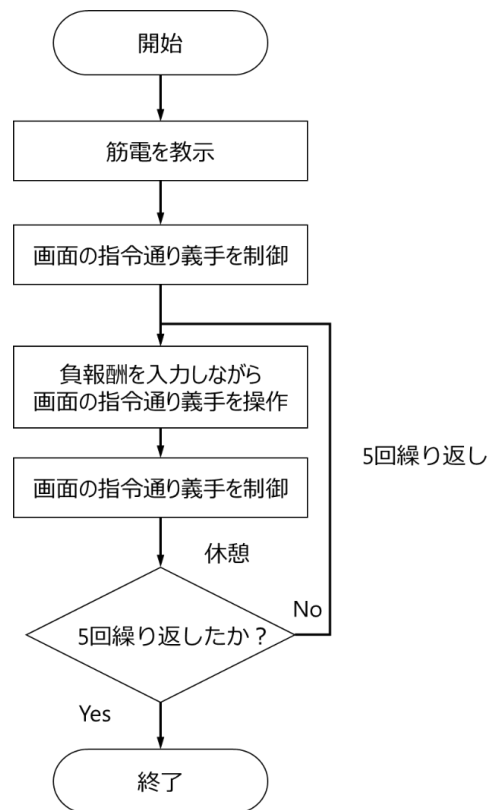 開始
筋電を教示
画面の指令通り義手を制御
負報酬を入力しながら
画面の指令通り義手を操作
5回繰り返し
画面の指令通り義手を制御
休憩
No
5回繰り返したか？
Yes
終了